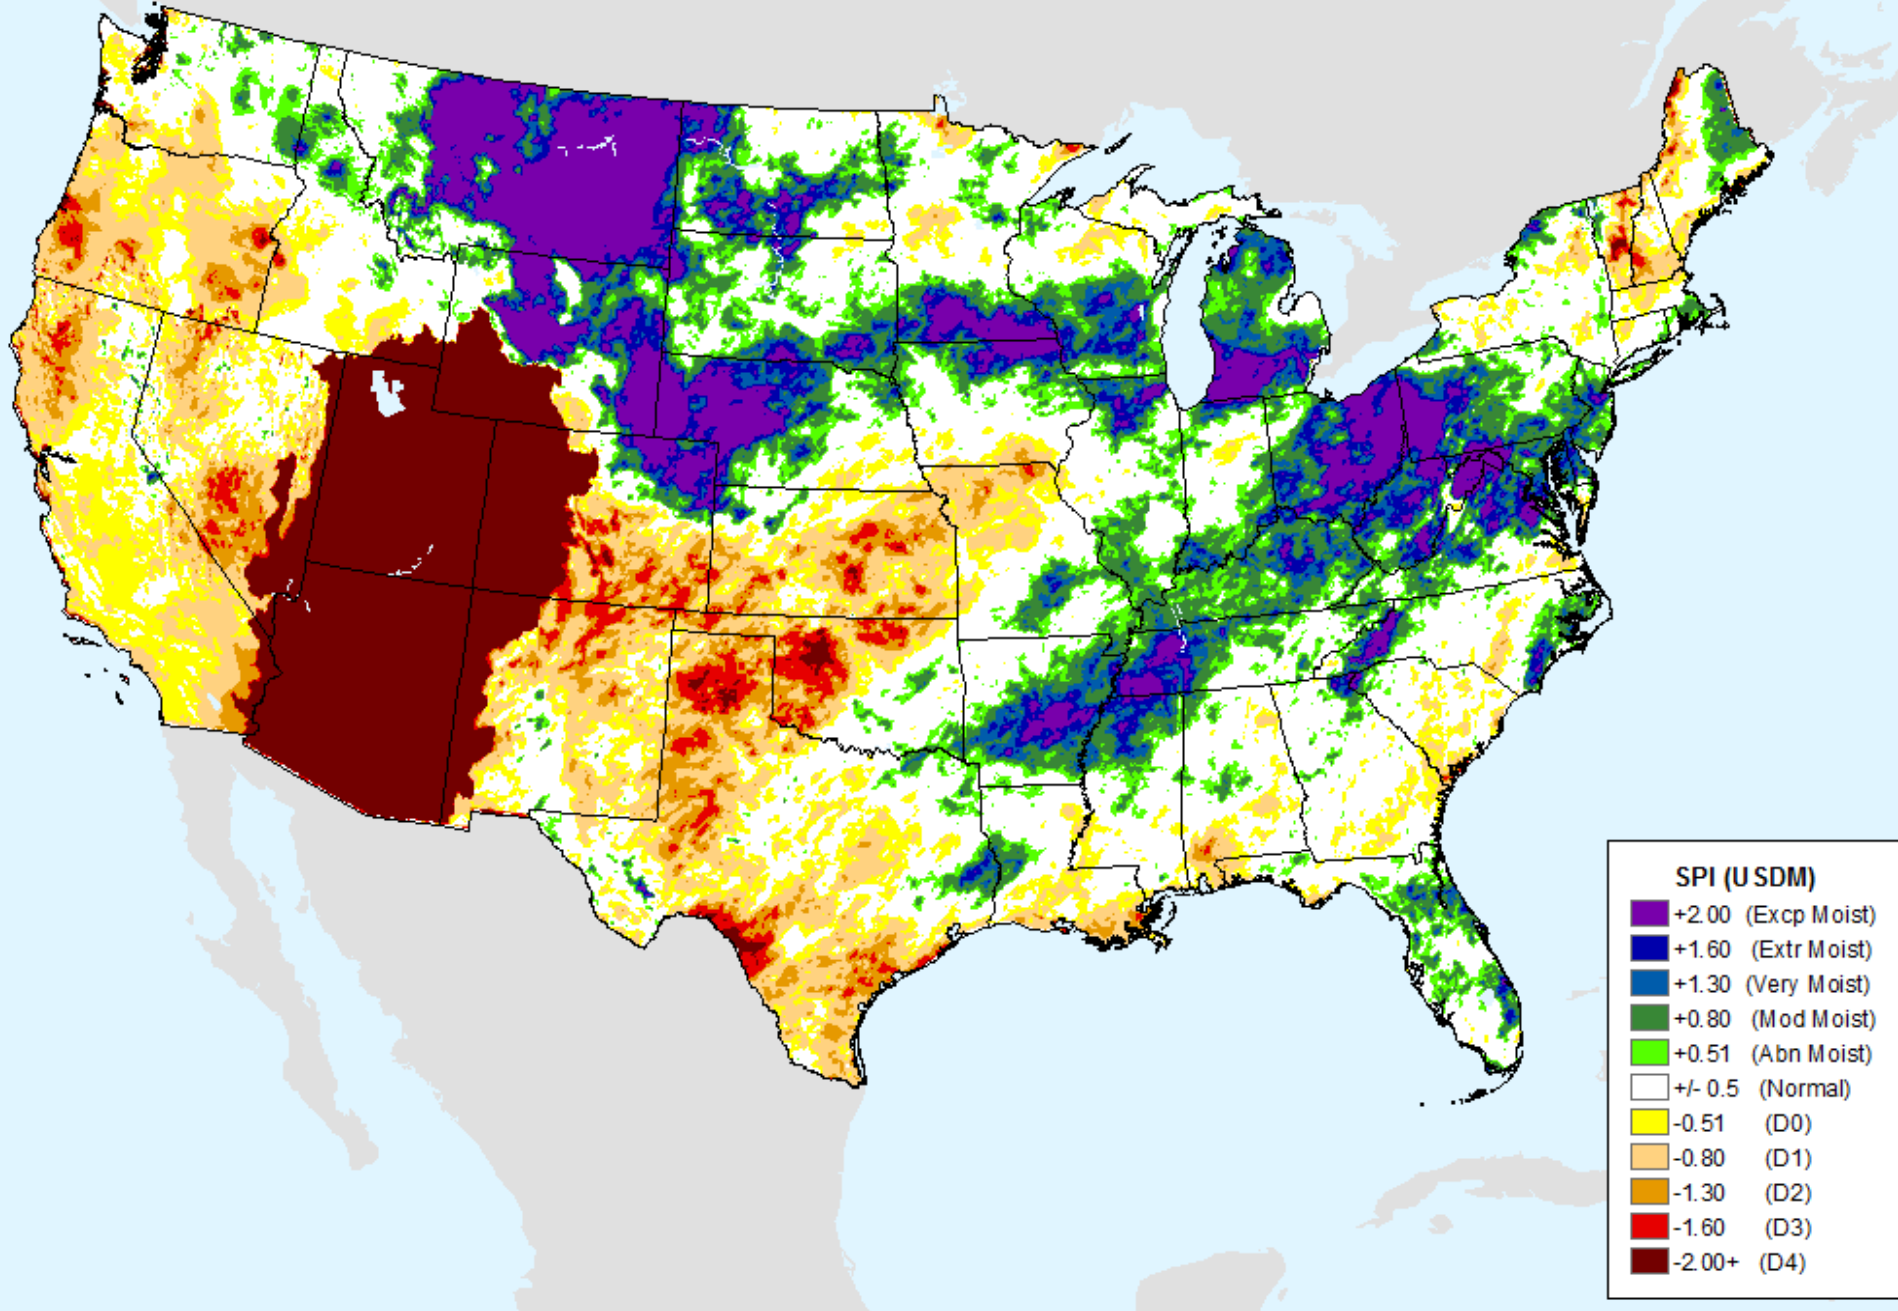 SPI (USDM)
+2.00 (Excp Moist)
+1.60 (Extr Moist)
+1.30 (Very Moist)
+0.80 (Mod Moist)
+0.51 (Abn Moist)
+/- 0.5 (Normal)
-0.51 (D0)
-0.80 (D1)
-1.30 (D2)
-1.60 (D3)
-2.00+ (D4)